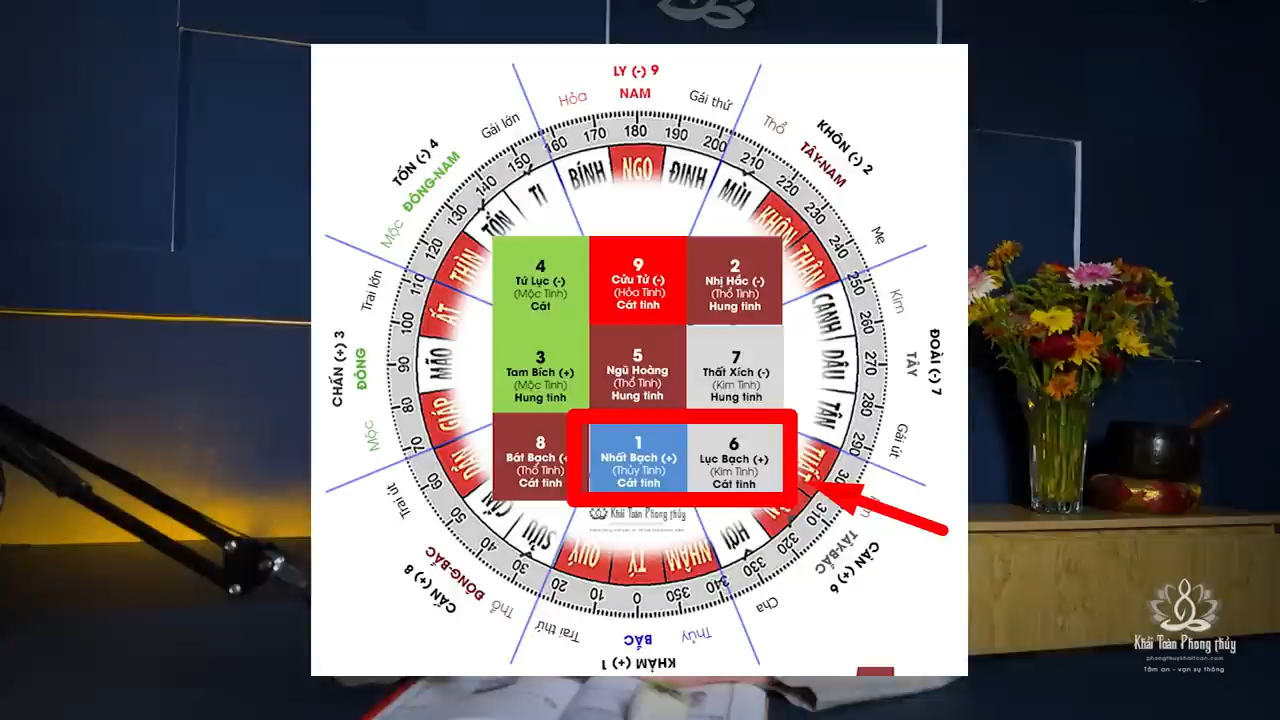 LY (-) 9
Hỏa
NAM
Gái thứ
Gái lớn
Thổ
KHÔN (-) 2
TÂY-NAM
TỐN (-) 4
ĐÔNG-NAM
Mộc
Mẹ
160
170
180
190
200
150
210
140
220
130
230
120
240
110
250
100
260
90
270
80
280
70
290
60
50
310
40
320
30
330
20
10
0
350
340
BÍNH
NGỌ
ĐINH
TỊ
MÙI
TỐN
KHÔN
THÌN
THÂN
ẤT
CANH
MÃO
DẬU
GIÁP
TÂN
DẦN
SỬU
HỢI
QUÝ
TÝ
NHÂM
4
Tứ Lục (-)
(Mộc Tinh)
Cát
9
Cửu Tử (-)
(Hỏa Tinh)
Cát tinh
2
Nhị Hắc (-)
(Thổ Tinh)
Hung tinh
3
Tam Bích (+)
(Mộc Tinh)
Hung tinh
5
Ngũ Hoàng
(Thổ Tinh)
Hung tinh
7
Thất Xích (-)
(Kim Tinh)
Hung tinh
8
Bát Bạch (+
(Thổ Tinh)
Cát tinh
1
Nhất Bạch (+)
(Thủy Tinh)
Cát tinh
6
Lục Bạch (+)
(Kim Tinh)
Cát tinh
Khải Toàn Phong thủy
Trai lớn
Kim
CHẤN (+) 3
ĐÔNG
ĐOÀI (-) 7
TÂY
Mộc
Gái út
Trai út
CẤN (+) 8
ĐÔNG-BẮC
Thổ
CÀN (+) 6
TÂY-BẮC
Cha
Trai thứ
BẮC
Thủy
KHẢM (+) 1
Khải Toàn Phong thủy
phongthuykhaitoan.com
Tâm an - vạn sự thông